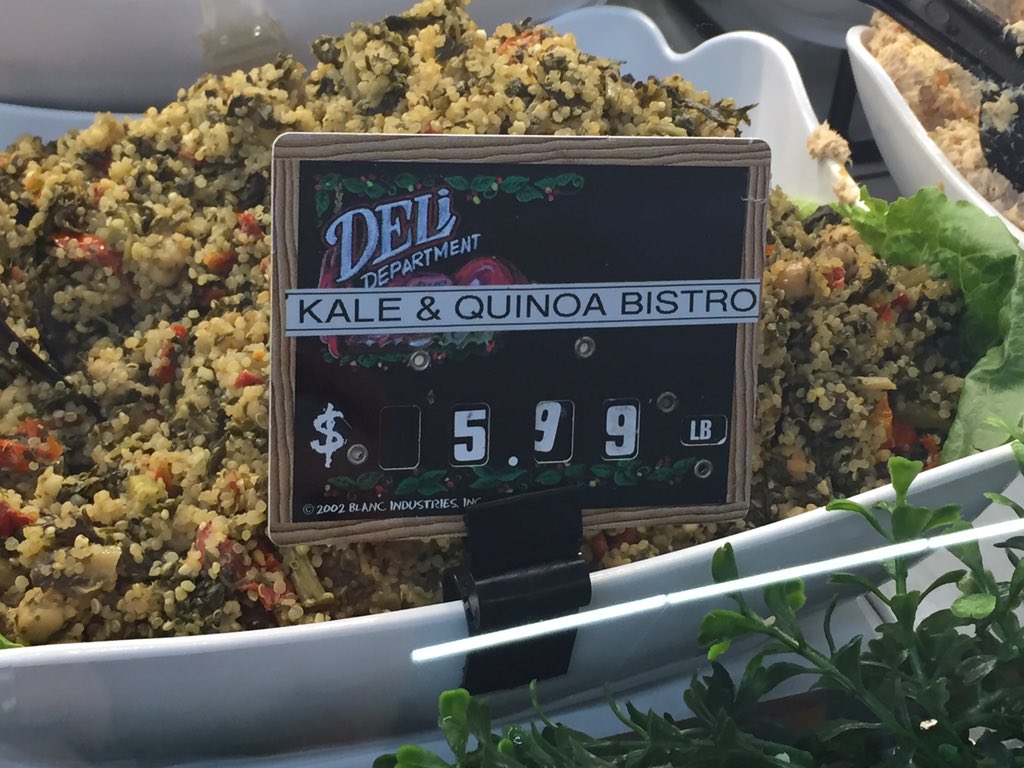 DELi
DEPARTMENT
KALE & QUINOA BISTRO
$ 5.99 LB
© 2002 BLANC INDUSTRIES, INC